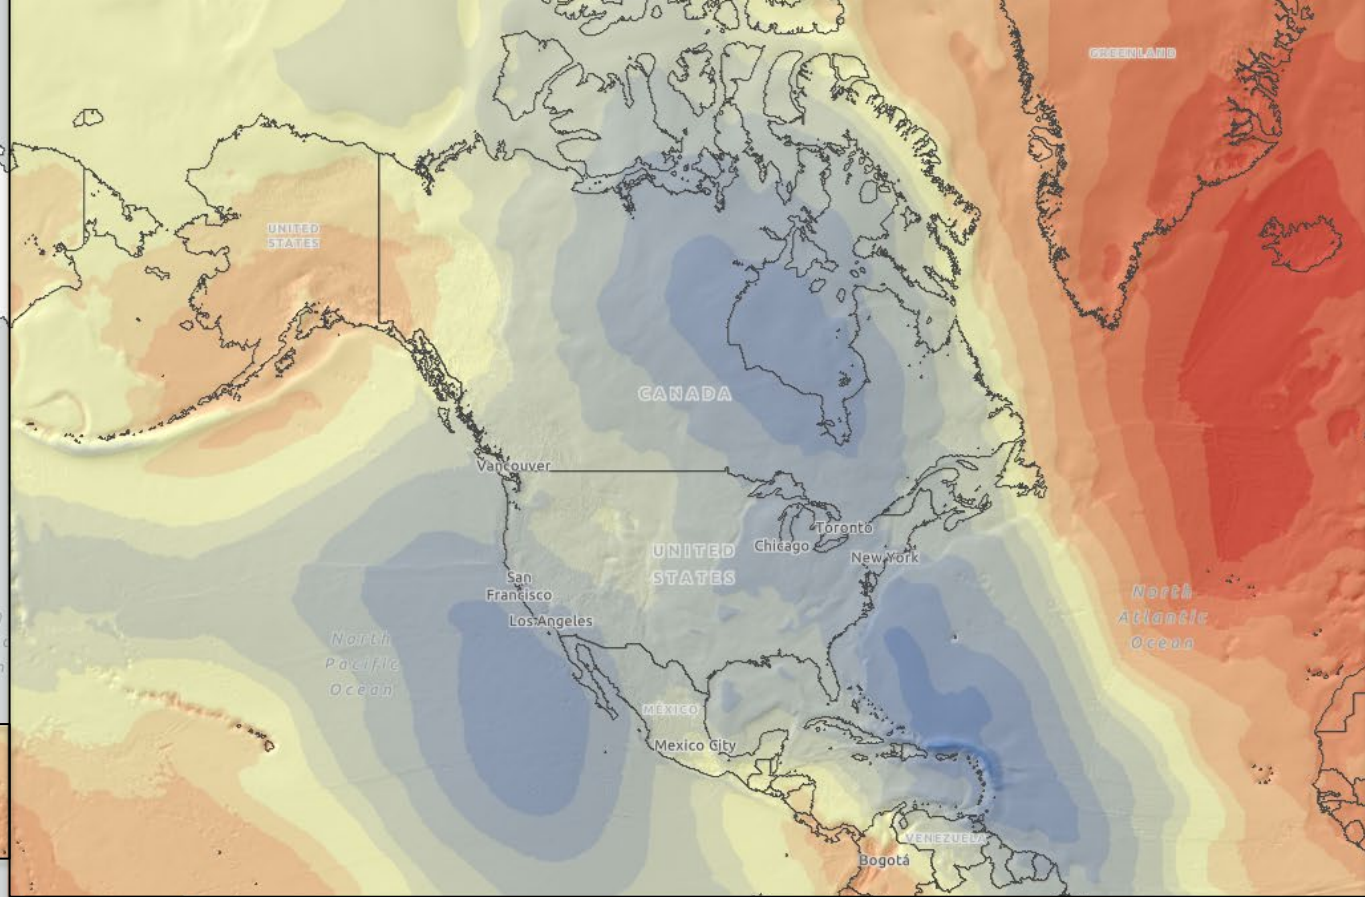 GREENLAND
UNITED
STATES
CANADA
Vancouver
Toronto
Chicago
New York
UNITED
STATES
San
Francisco
Los Angeles
North
Pacific
Ocean
North
Atlantic
Ocean
MÉXICO
Mexico City
VENEZUELA
Bogotá